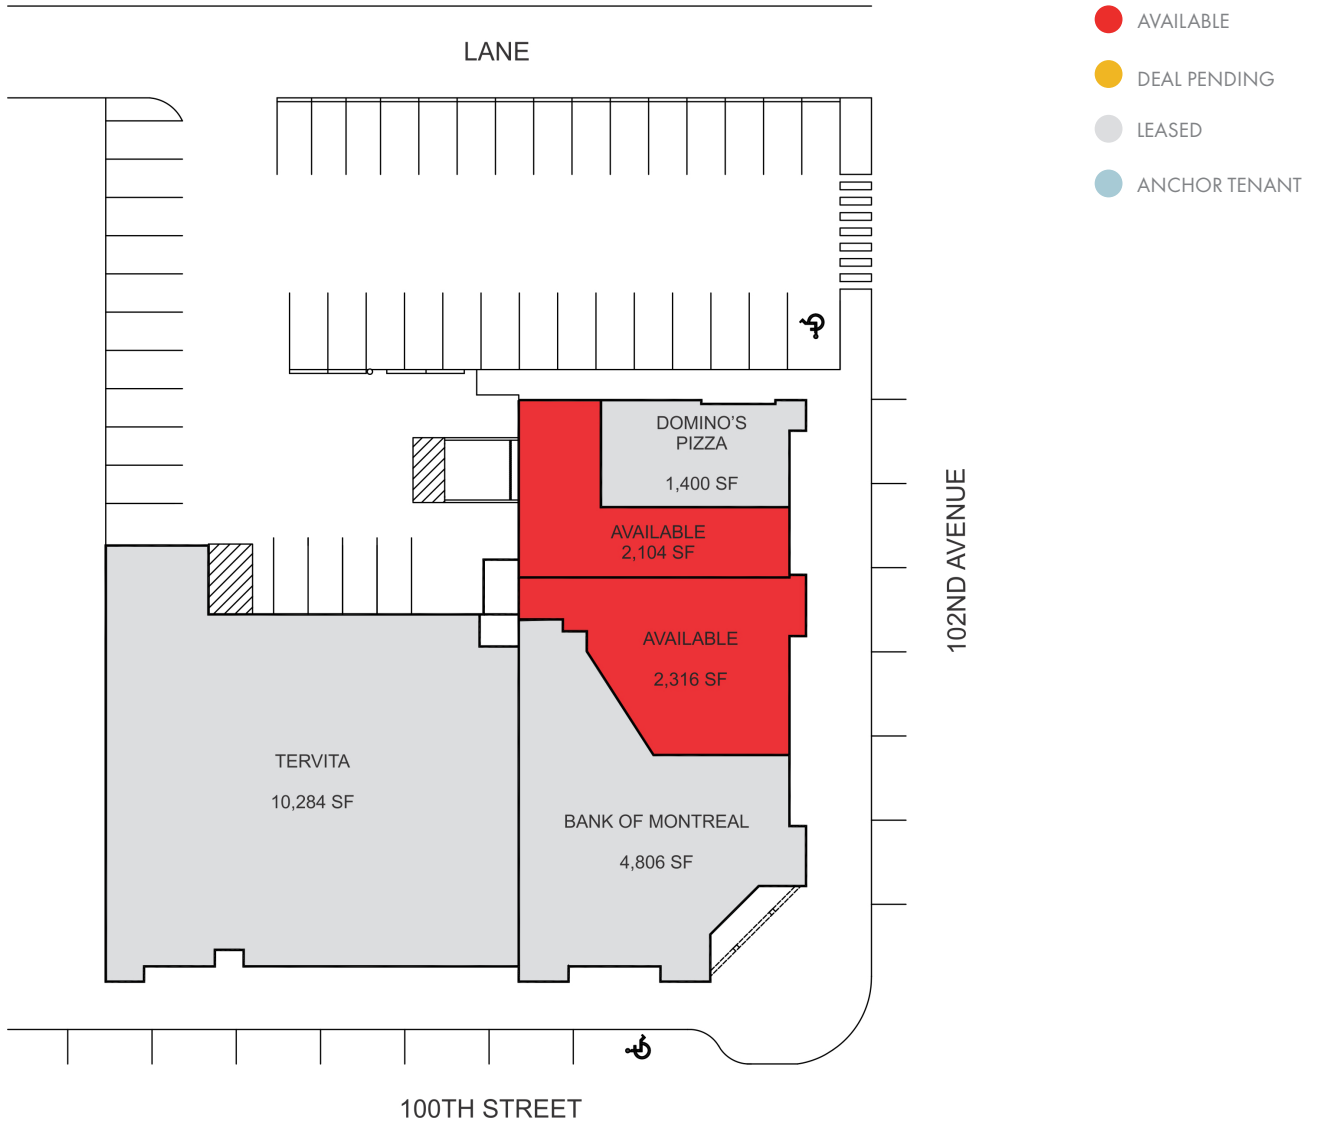 LANE
AVAILABLE
DEAL PENDING
LEASED
ANCHOR TENANT
DOMINO'S
PIZZA
1,400 SF
AVAILABLE
2,104 SF
AVAILABLE
2,316 SF
TERVITA
10,284 SF
BANK OF MONTREAL
4,806 SF
102ND AVENUE
100TH STREET